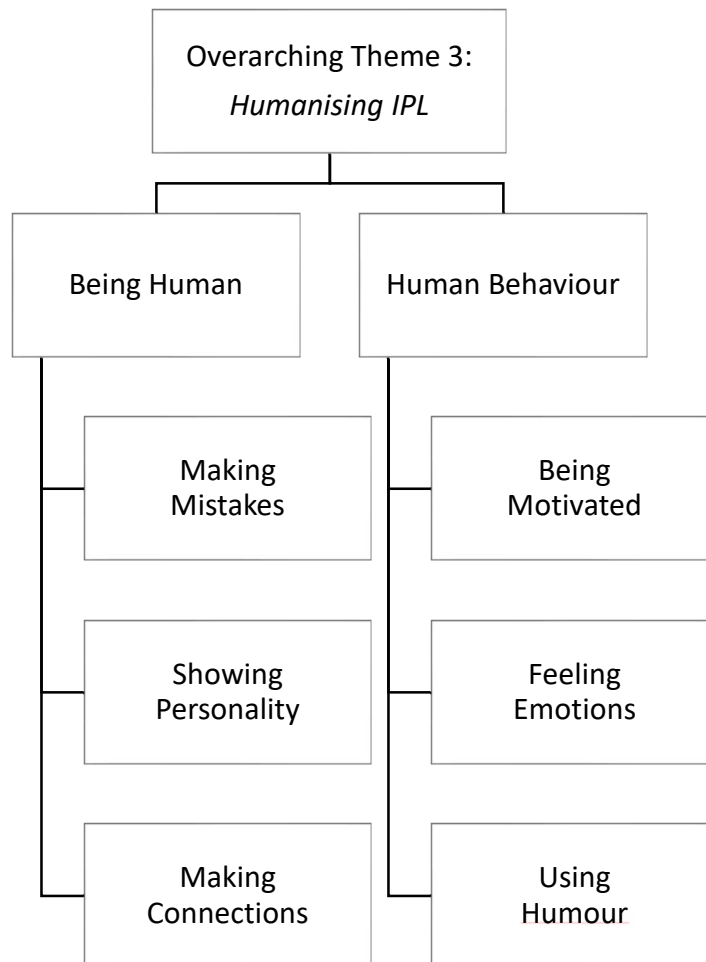 Overarching Theme 3:
Humanising IPL
Being Human
Human Behaviour
Making
Mistakes
Being
Motivated
Showing
Personality
Feeling
Emotions
Making
Connections
Using
Humour